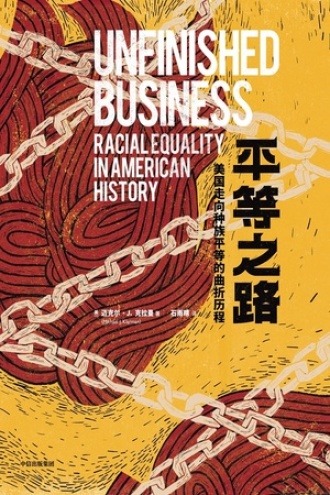 UNFINISHED
BUSINESS
RACIAL EQUALITY
IN AMERICAN
HISTORY
平等之路
美国走向种族平等的曲折历程
迈克尔·J. 克拉曼 著
石雨晴 译
中信出版集团